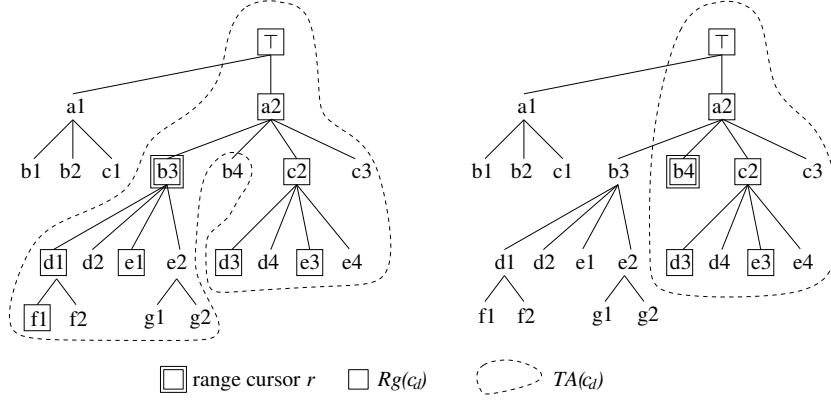 ⊤ ⊤
a1 a2 a1 a2
b1 b2 c1 b3 b4 c2 c3 b1 b2 c1 b3 b4 c2 c3
d1 d2 e1 e2 d3 d4 e3 e4 d1 d2 e1 e2 d3 d4 e3 e4
f1 f2 g1 g2 f1 f2 g1 g2
range cursor r Rg(c_d) TA(c_d)